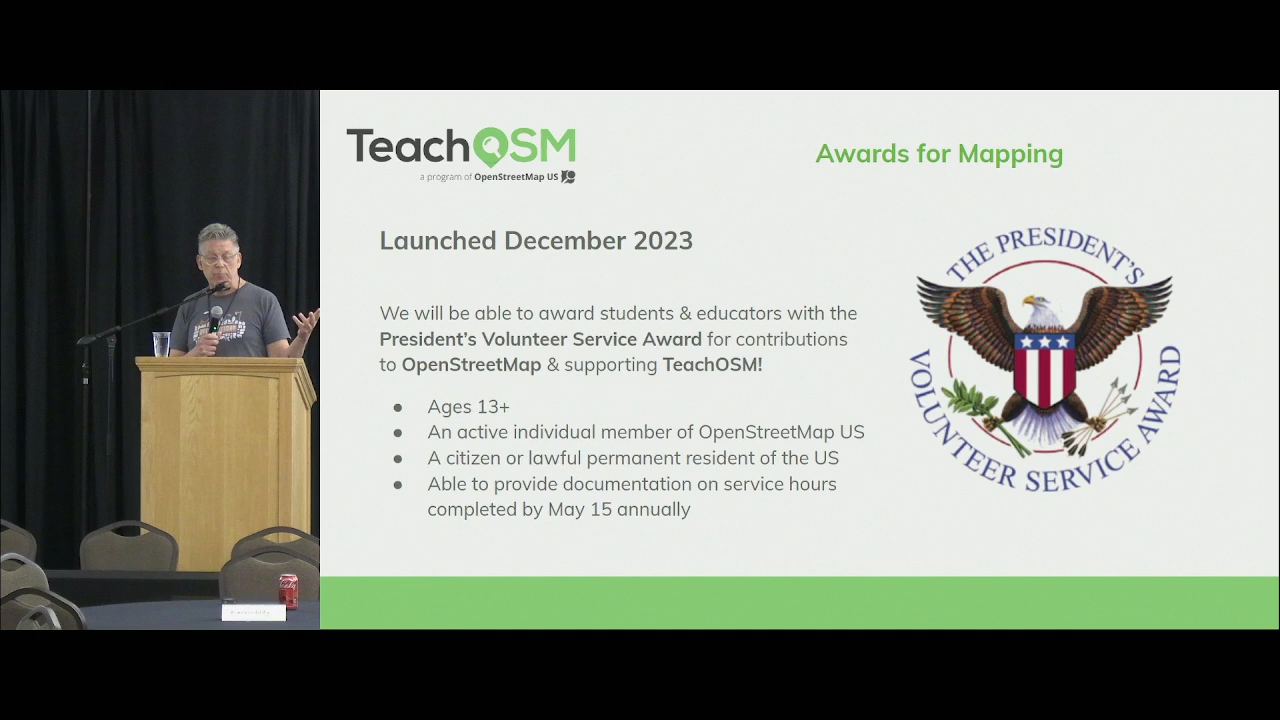 TeachOSM
a program of OpenStreetMap US
Awards for Mapping
Launched December 2023
We will be able to award students & educators with the
President's Volunteer Service Award for contributions
to OpenStreetMap & supporting TeachOSM!
● Ages 13+
● An active individual member of OpenStreetMap US
● A citizen or lawful permanent resident of the US
● Able to provide documentation on service hours
completed by May 15 annually
THE PRESIDENT'S
VOLUNTEER SERVICE AWARD